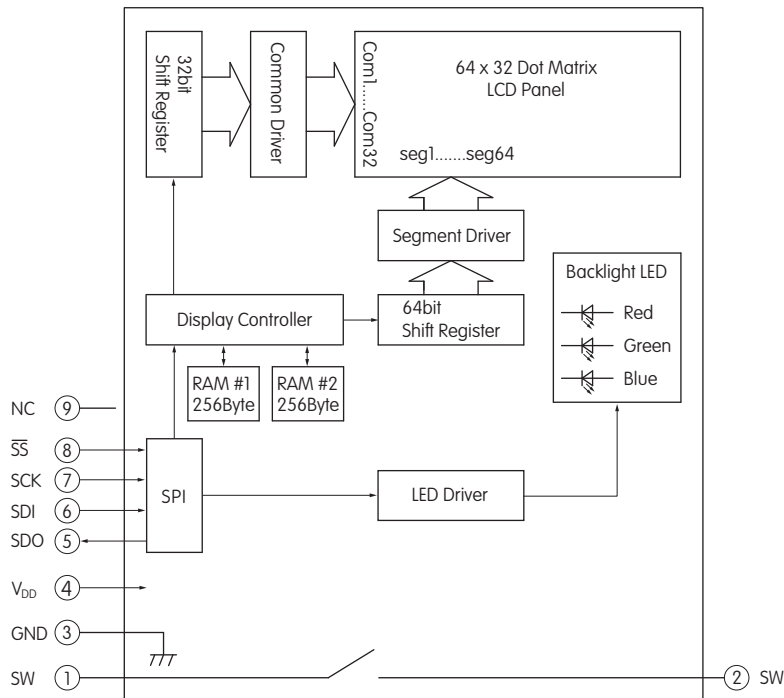 32bit
Shift Register
Common Driver
Com1......Com32
64 x 32 Dot Matrix
LCD Panel
seg1.......seg64
Segment Driver
Backlight LED
Red
Green
Blue
Display Controller
64bit
Shift Register
RAM #1
256Byte
RAM #2
256Byte
NC 9
S̅S̅ 8
SCK 7
SDI 6
SDO 5
SPI
LED Driver
V_DD 4
GND 3
SW 1
2 SW